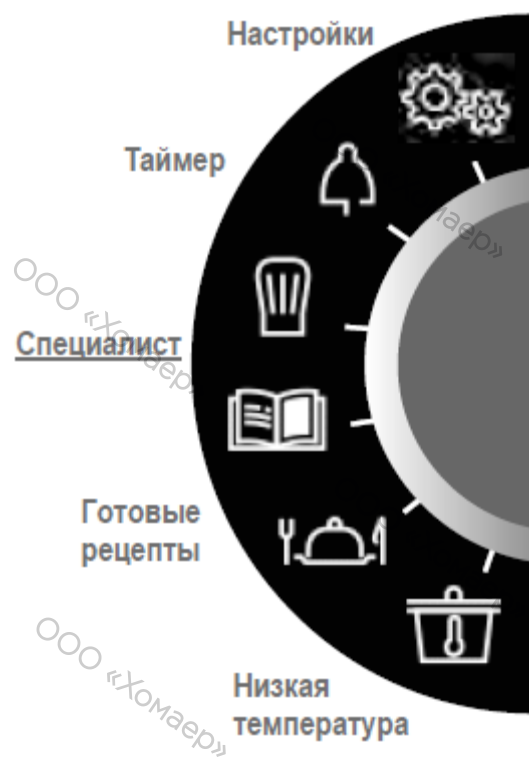 Настройки
Таймер
ООО «Хомаер»
Специалист
Готовые
рецепты
ООО «Хомаер»
Низкая
температура